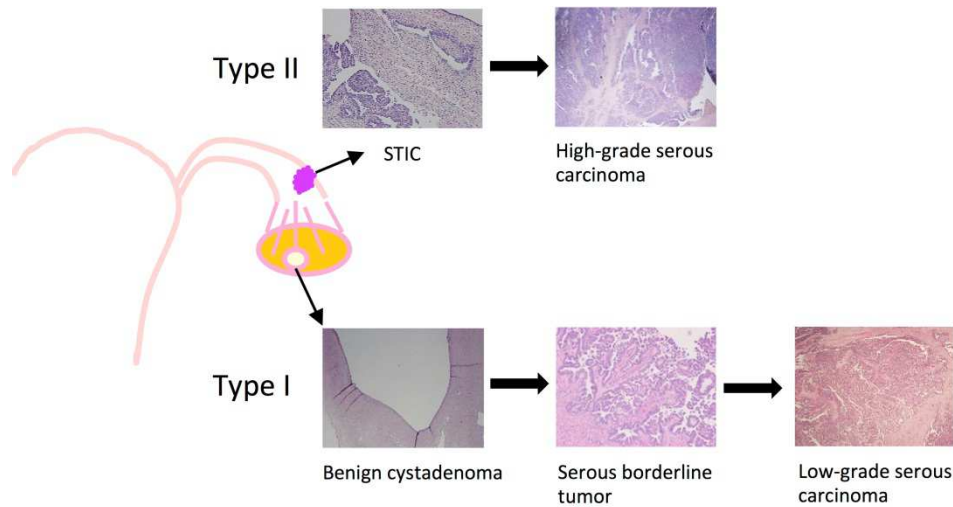 Type II
STIC
High-grade serous
carcinoma
Type I
Benign cystadenoma
Serous borderline
tumor
Low-grade serous
carcinoma